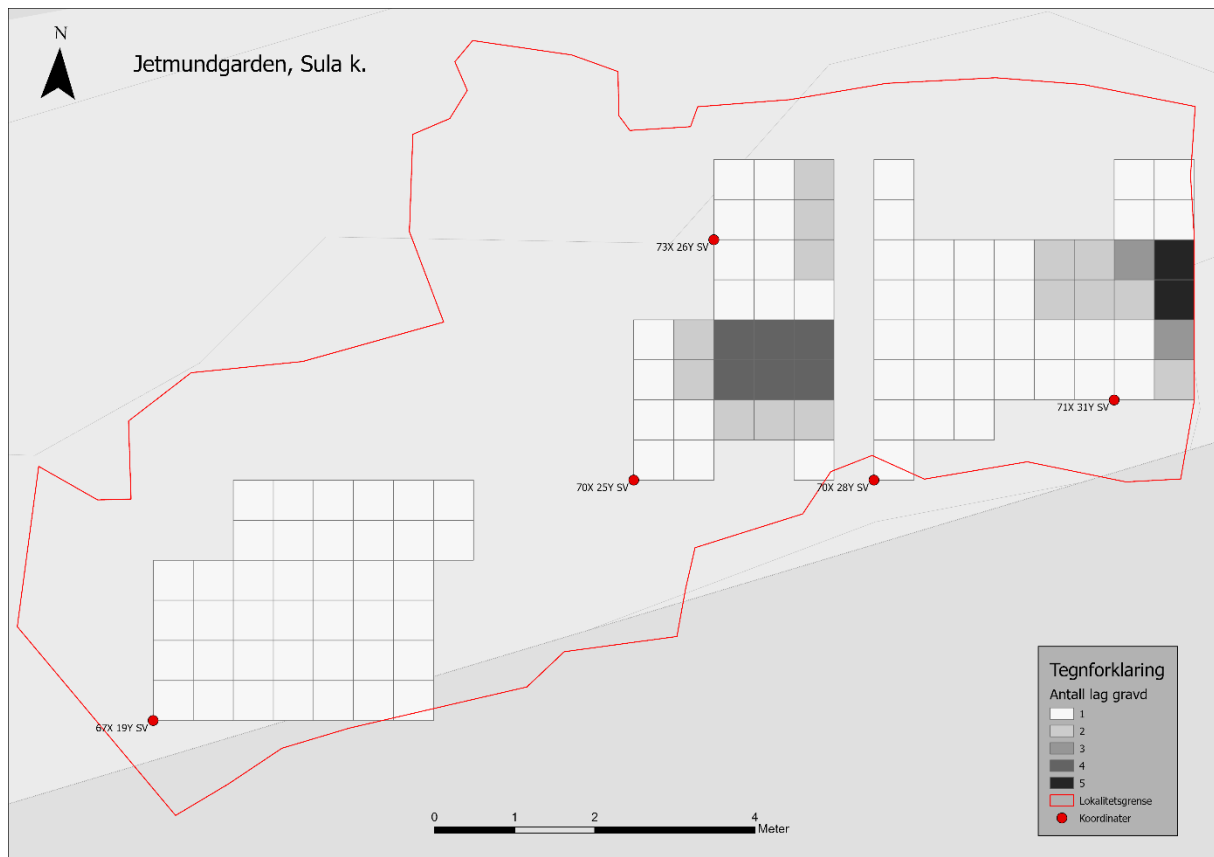 N
Jetmundgarden, Sula k.
73X 26Y SV
71X 31Y SV
70X 25Y SV
70X 28Y SV
67X 19Y SV
Tegnforklaring
Antall lag gravd
1
2
3
4
5
Lokalitetsgrense
Koordinater
0 1 2 4
Meter